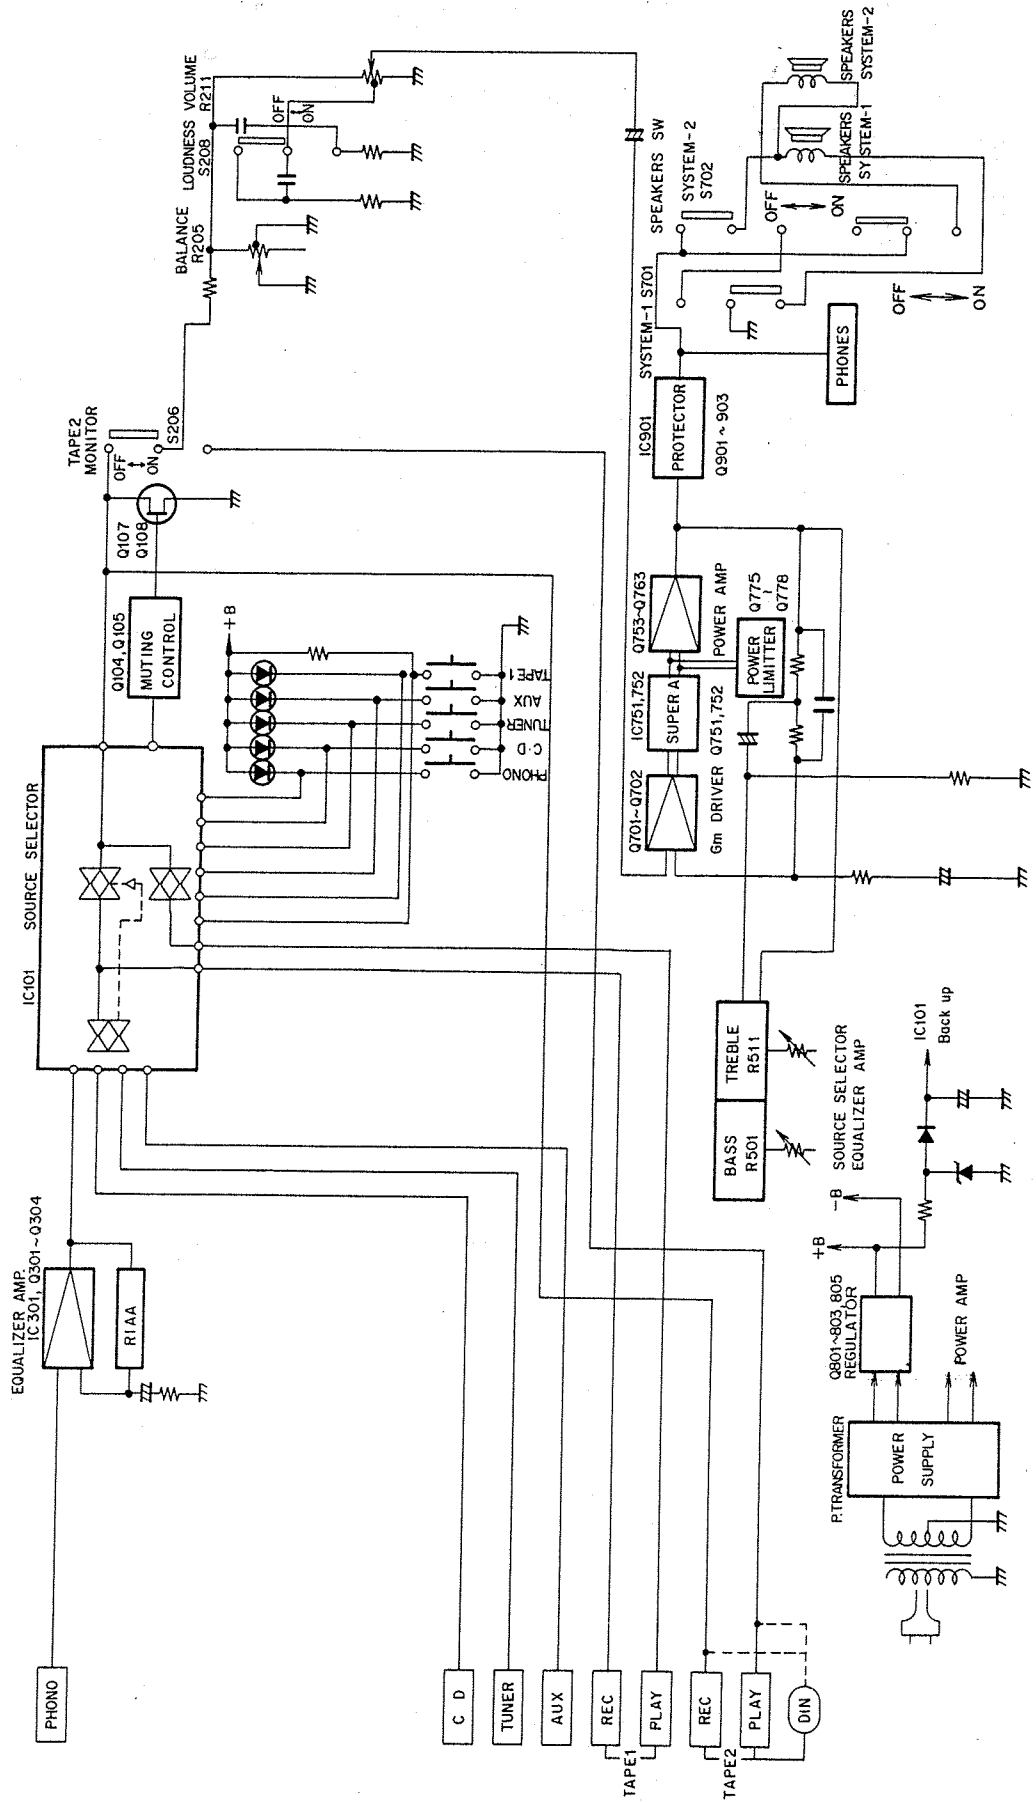 PHONO
EQUALIZER AMP.
IC301, Q301~Q304
RIAA
IC101 SOURCE SELECTOR
Q104, Q105
MUTING
CONTROL
Q107
Q108
TAPE2
MONITOR
OFF
ON
S206
BALANCE
R205
LOUDNESS
S208
VOLUME
R211
OFF
ON
+B
PHONO
C·D
TUNER
AUX
TAPE1
C D
TUNER
AUX
REC
PLAY
TAPE1
REC
PLAY
TAPE2
DIN
Q701~Q702
Gm DRIVER
IC751,752
SUPER A
Q751,752
Q753~Q763
POWER AMP
POWER
LIMITTER
Q775
~
Q778
IC901
PROTECTOR
Q901~903
PHONES
SPEAKERS SW
SYSTEM-1 S701
SYSTEM-2
S702
OFF
ON
OFF
ON
SPEAKERS
SYSTEM-1
SPEAKERS
SYSTEM-2
BASS
R501
TREBLE
R511
SOURCE SELECTOR
EQUALIZER AMP
P.TRANSFORMER
POWER
SUPPLY
Q801~803,805
REGULATOR
POWER AMP
+B
-B
IC101
Back up